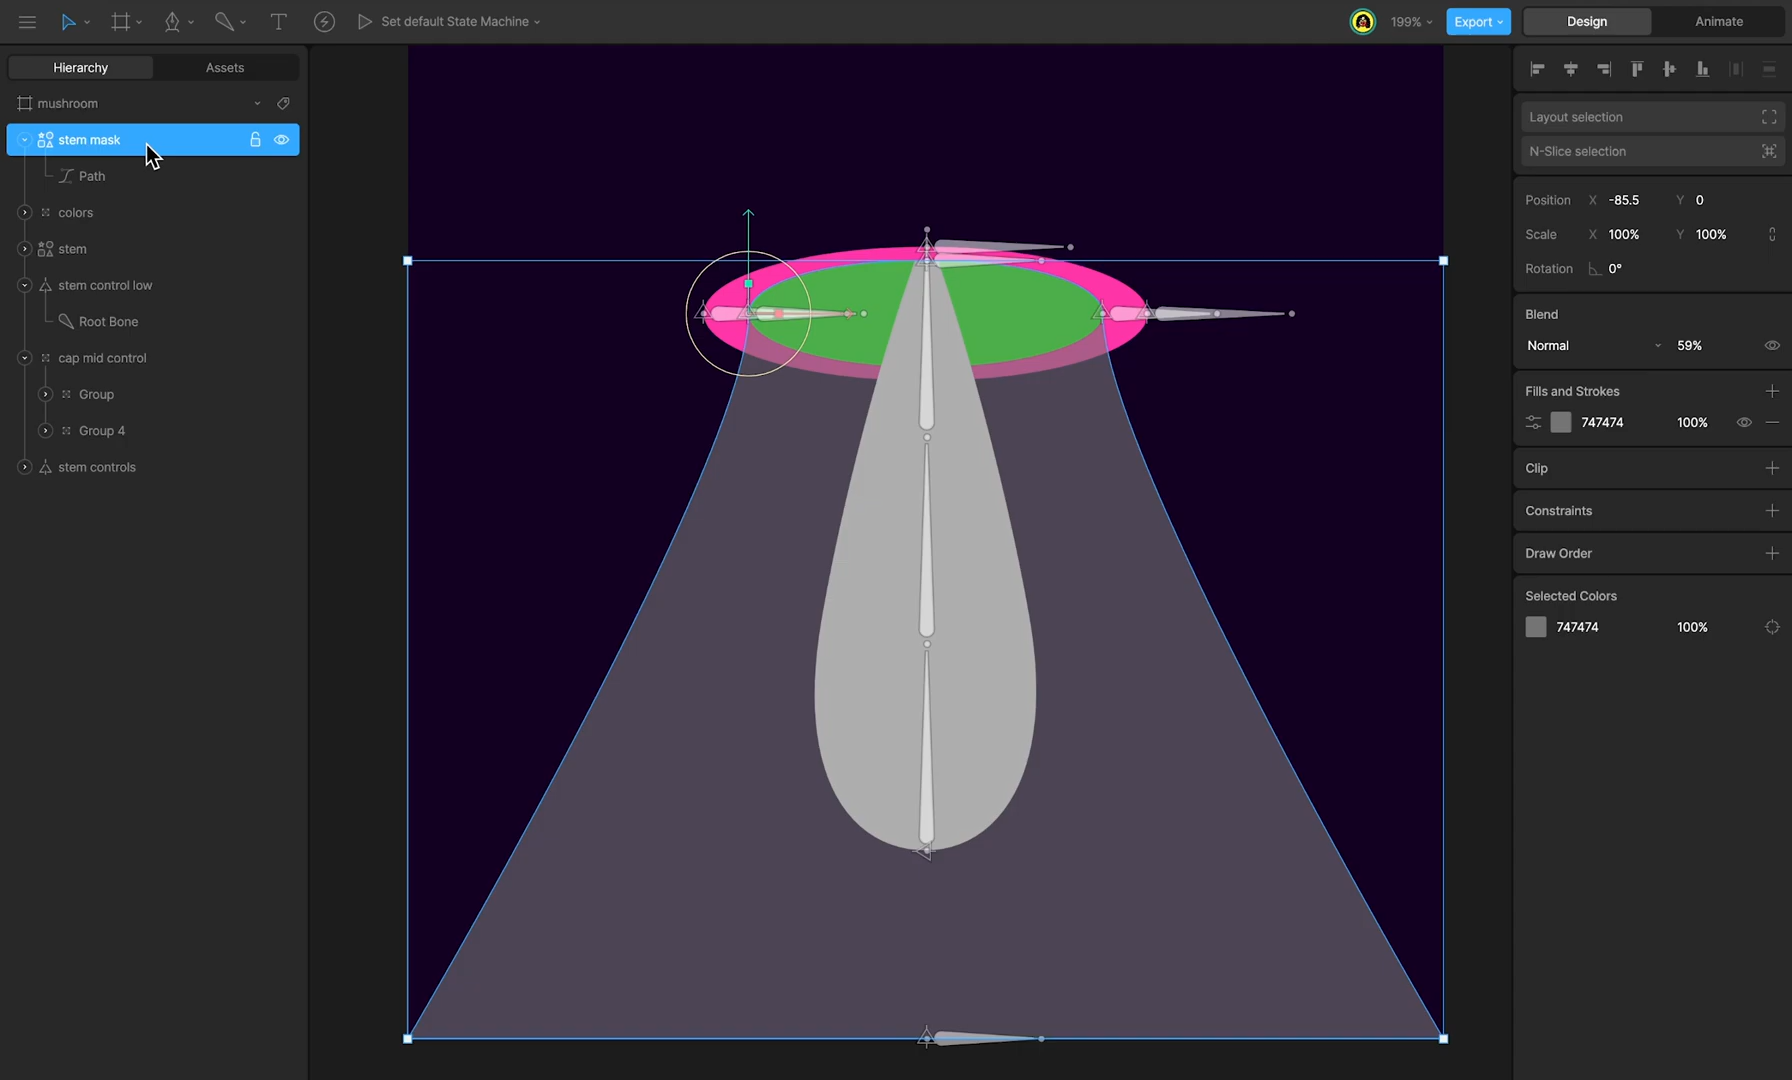 Set default State Machine
199%
Export
Design
Animate
Hierarchy
Assets
mushroom
stem mask
Path
colors
stem
stem control low
Root Bone
cap mid control
Group
Group 4
stem controls
Layout selection
N-Slice selection
Position X -85.5 Y 0
Scale X 100% Y 100%
Rotation 0°
Blend
Normal 59%
Fills and Strokes
747474 100%
Clip
Constraints
Draw Order
Selected Colors
747474 100%